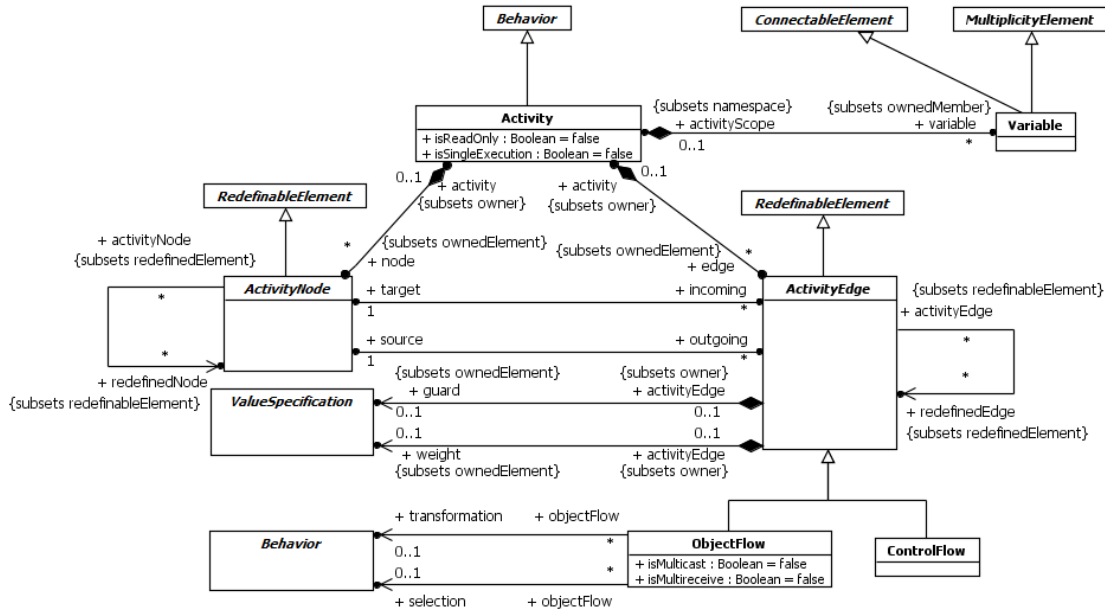 Behavior
ConnectableElement
MultiplicityElement
Activity
+ isReadOnly : Boolean = false
+ isSingleExecution : Boolean = false
{subsets namespace}
+ activityScope
0..1
{subsets ownedMember}
+ variable
*
Variable
0..1
+ activity
{subsets owner}
+ activity
0..1
{subsets owner}
RedefinableElement
RedefinableElement
+ activityNode
{subsets redefinedElement}
*
{subsets ownedElement}
+ node
{subsets ownedElement}
*
+ edge
ActivityNode
*
*
+ redefinedNode
{subsets redefinableElement}
+ target
1
+ incoming
*
+ source
1
+ outgoing
*
ActivityEdge
{subsets redefinableElement}
+ activityEdge
*
*
+ redefinedEdge
{subsets redefinedElement}
ValueSpecification
{subsets ownedElement}
+ guard
0..1
{subsets owner}
+ activityEdge
0..1
0..1
+ weight
{subsets ownedElement}
0..1
+ activityEdge
{subsets owner}
Behavior
+ transformation
0..1
+ objectFlow
*
0..1
+ selection
*
+ objectFlow
ObjectFlow
+ isMulticast : Boolean = false
+ isMultireceive : Boolean = false
ControlFlow